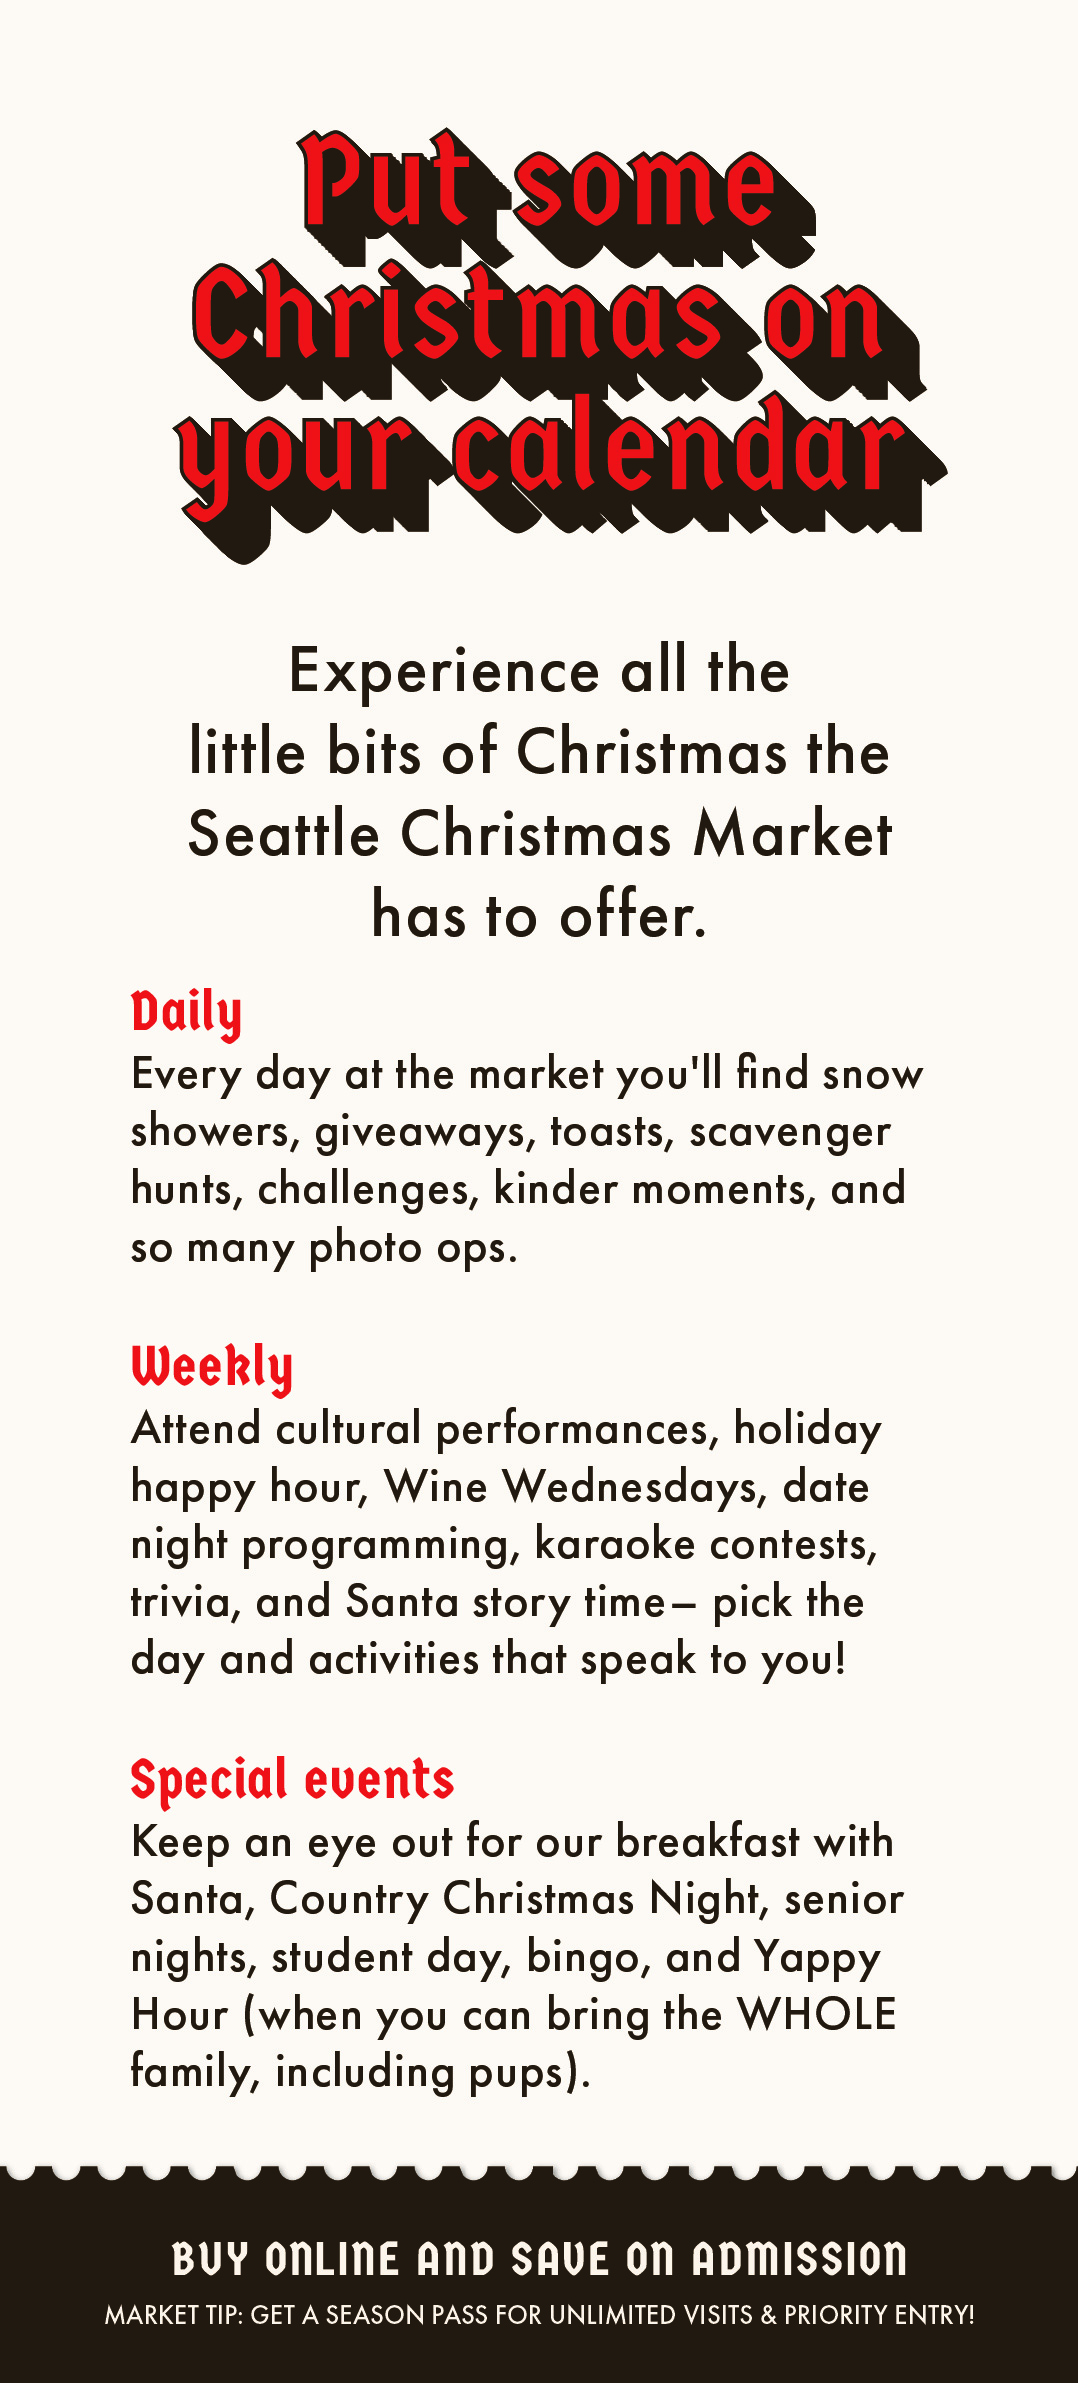 Put some
Christmas on
your calendar
Experience all the
little bits of Christmas the
Seattle Christmas Market
has to offer.
Daily
Every day at the market you'll find snow
showers, giveaways, toasts, scavenger
hunts, challenges, kinder moments, and
so many photo ops.
Weekly
Attend cultural performances, holiday
happy hour, Wine Wednesdays, date
night programming, karaoke contests,
trivia, and Santa story time– pick the
day and activities that speak to you!
Special events
Keep an eye out for our breakfast with
Santa, Country Christmas Night, senior
nights, student day, bingo, and Yappy
Hour (when you can bring the WHOLE
family, including pups).
BUY ONLINE AND SAVE ON ADMISSION
MARKET TIP: GET A SEASON PASS FOR UNLIMITED VISITS & PRIORITY ENTRY!